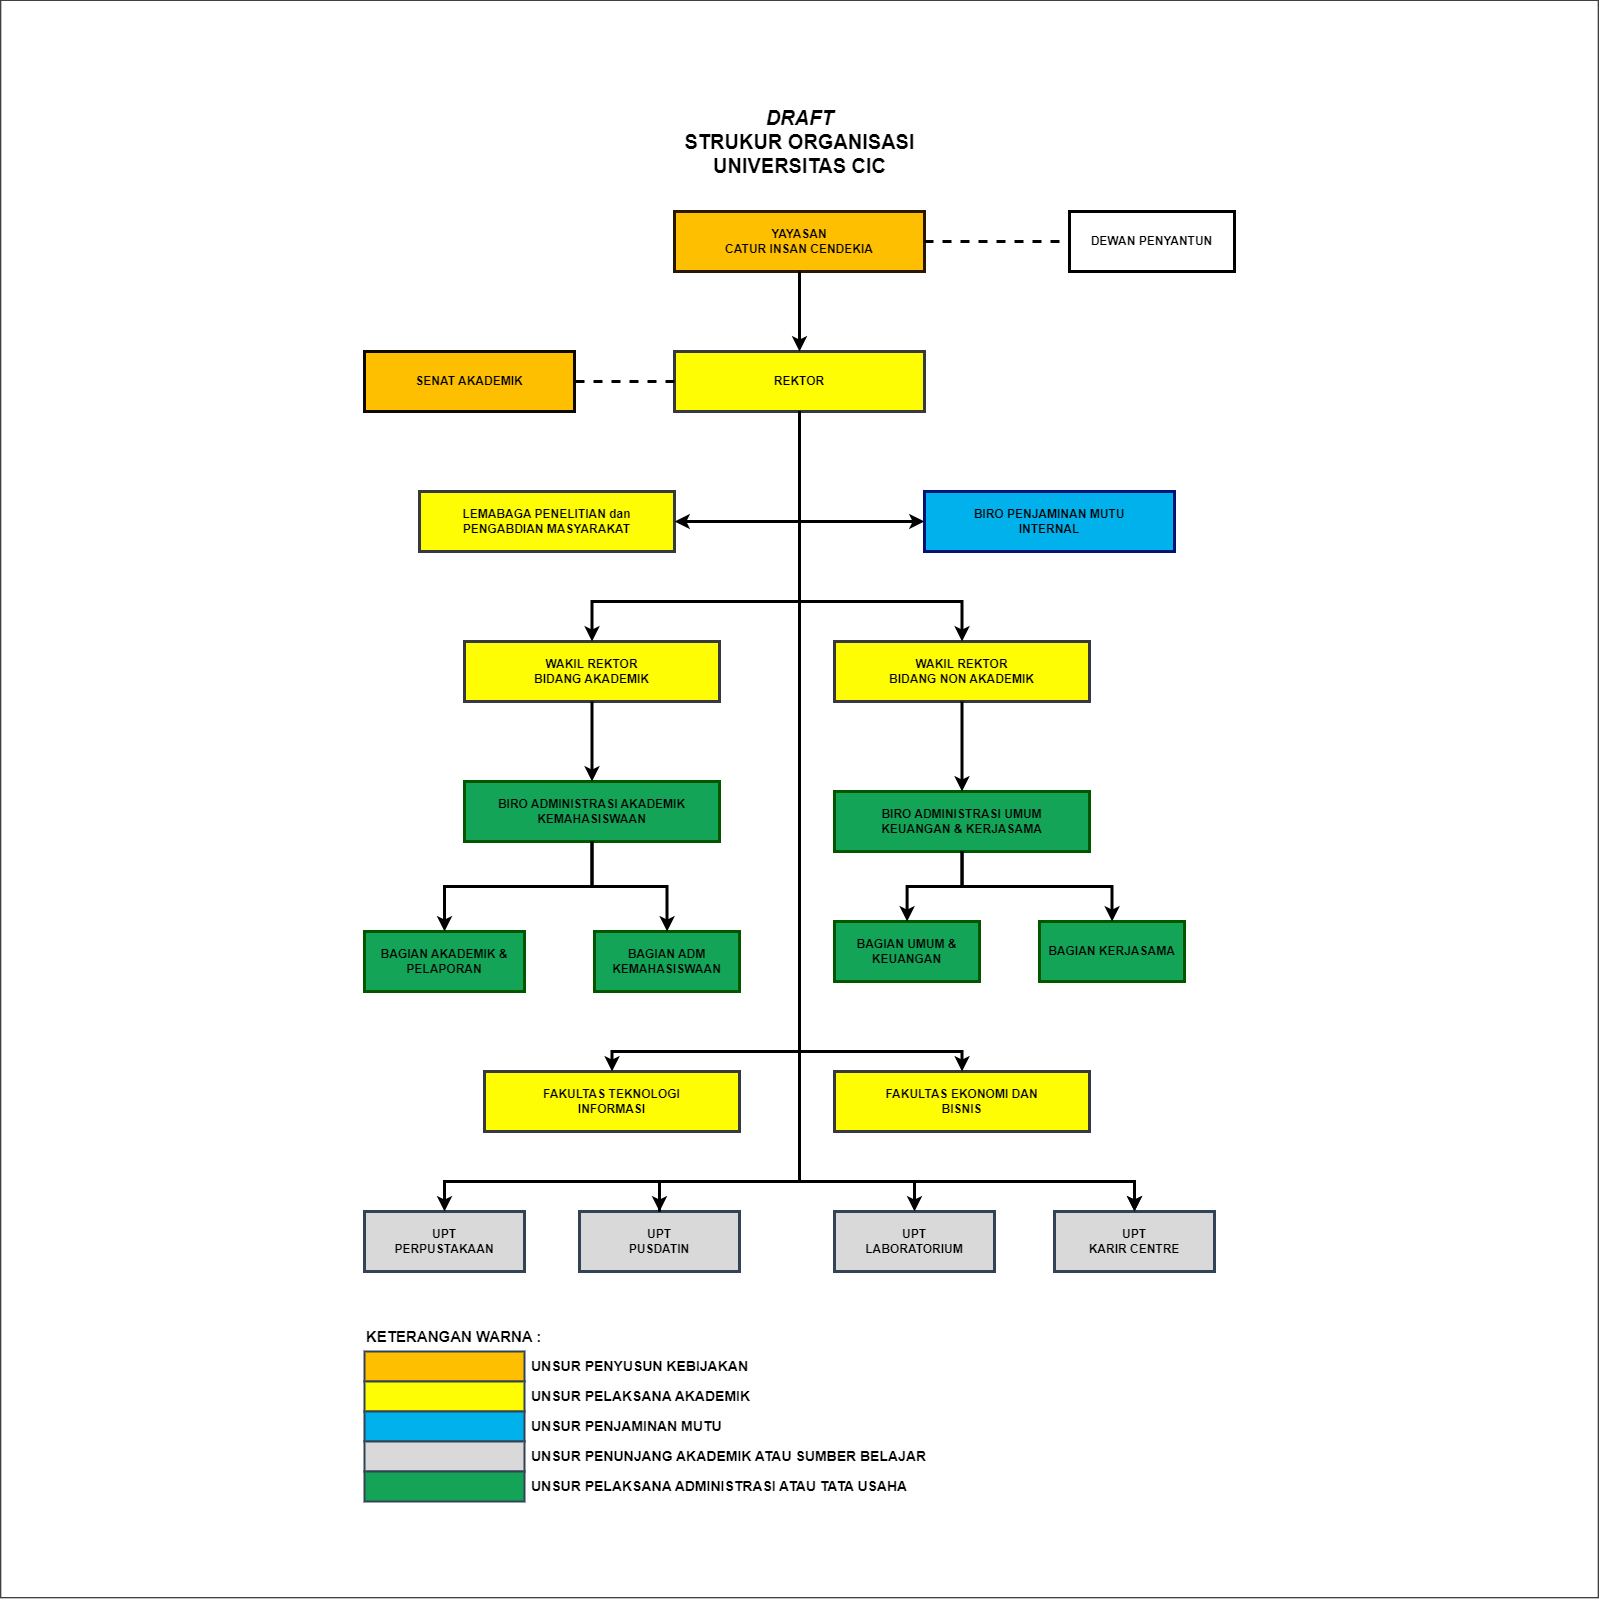 DRAFT
STRUKUR ORGANISASI
UNIVERSITAS CIC
YAYASAN
CATUR INSAN CENDEKIA
DEWAN PENYANTUN
SENAT AKADEMIK
REKTOR
LEMABAGA PENELITIAN dan
PENGABDIAN MASYARAKAT
BIRO PENJAMINAN MUTU
INTERNAL
WAKIL REKTOR
BIDANG AKADEMIK
WAKIL REKTOR
BIDANG NON AKADEMIK
BIRO ADMINISTRASI AKADEMIK
KEMAHASISWAAN
BIRO ADMINISTRASI UMUM
KEUANGAN & KERJASAMA
BAGIAN AKADEMIK &
PELAPORAN
BAGIAN ADM
KEMAHASISWAAN
BAGIAN UMUM &
KEUANGAN
BAGIAN KERJASAMA
FAKULTAS TEKNOLOGI
INFORMASI
FAKULTAS EKONOMI DAN
BISNIS
UPT
PERPUSTAKAAN
UPT
PUSDATIN
UPT
LABORATORIUM
UPT
KARIR CENTRE
KETERANGAN WARNA :
UNSUR PENYUSUN KEBIJAKAN
UNSUR PELAKSANA AKADEMIK
UNSUR PENJAMINAN MUTU
UNSUR PENUNJANG AKADEMIK ATAU SUMBER BELAJAR
UNSUR PELAKSANA ADMINISTRASI ATAU TATA USAHA